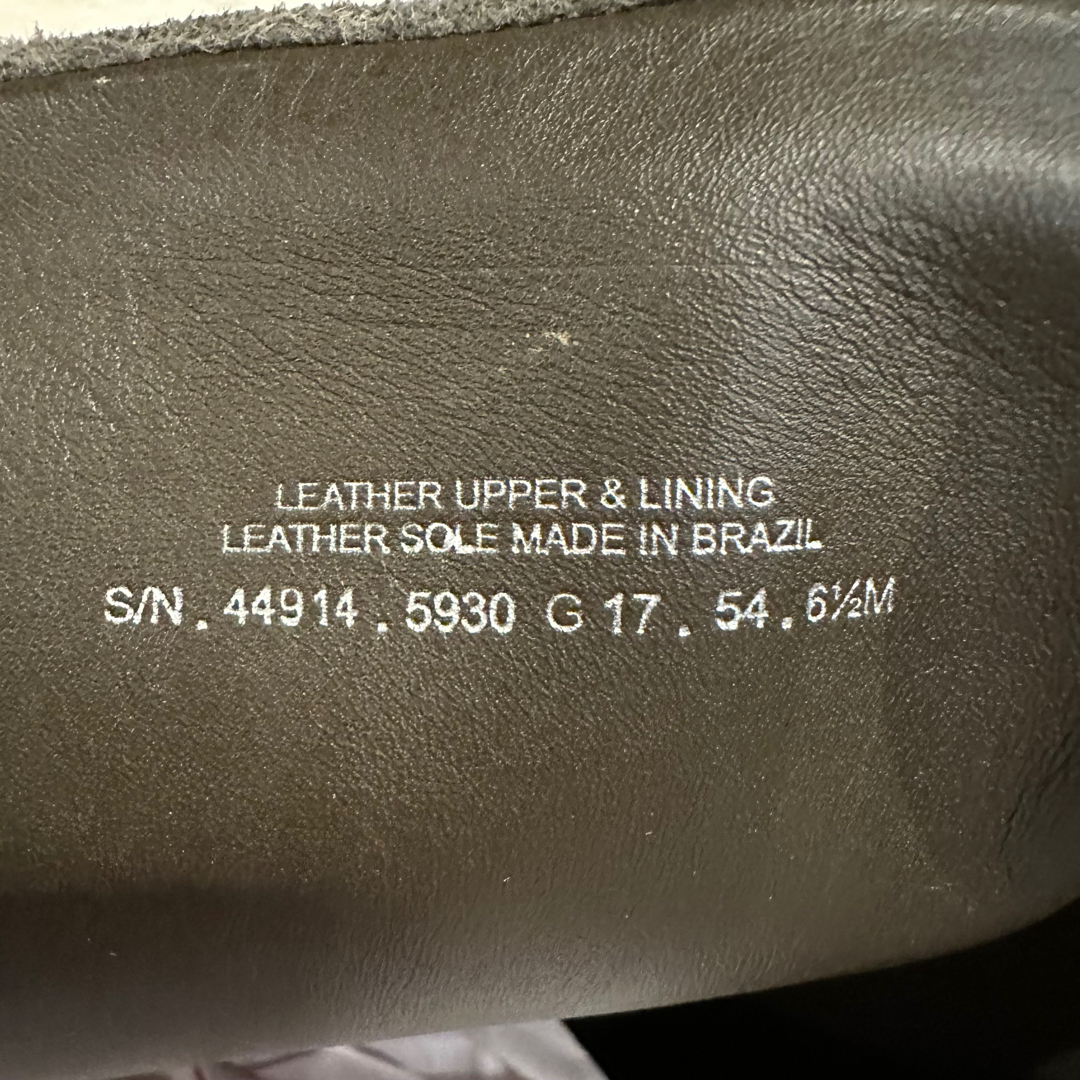 LEATHER UPPER & LINING
LEATHER SOLE MADE IN BRAZIL
S/N. 44914 . 5930 G 17 . 54 . 6½M